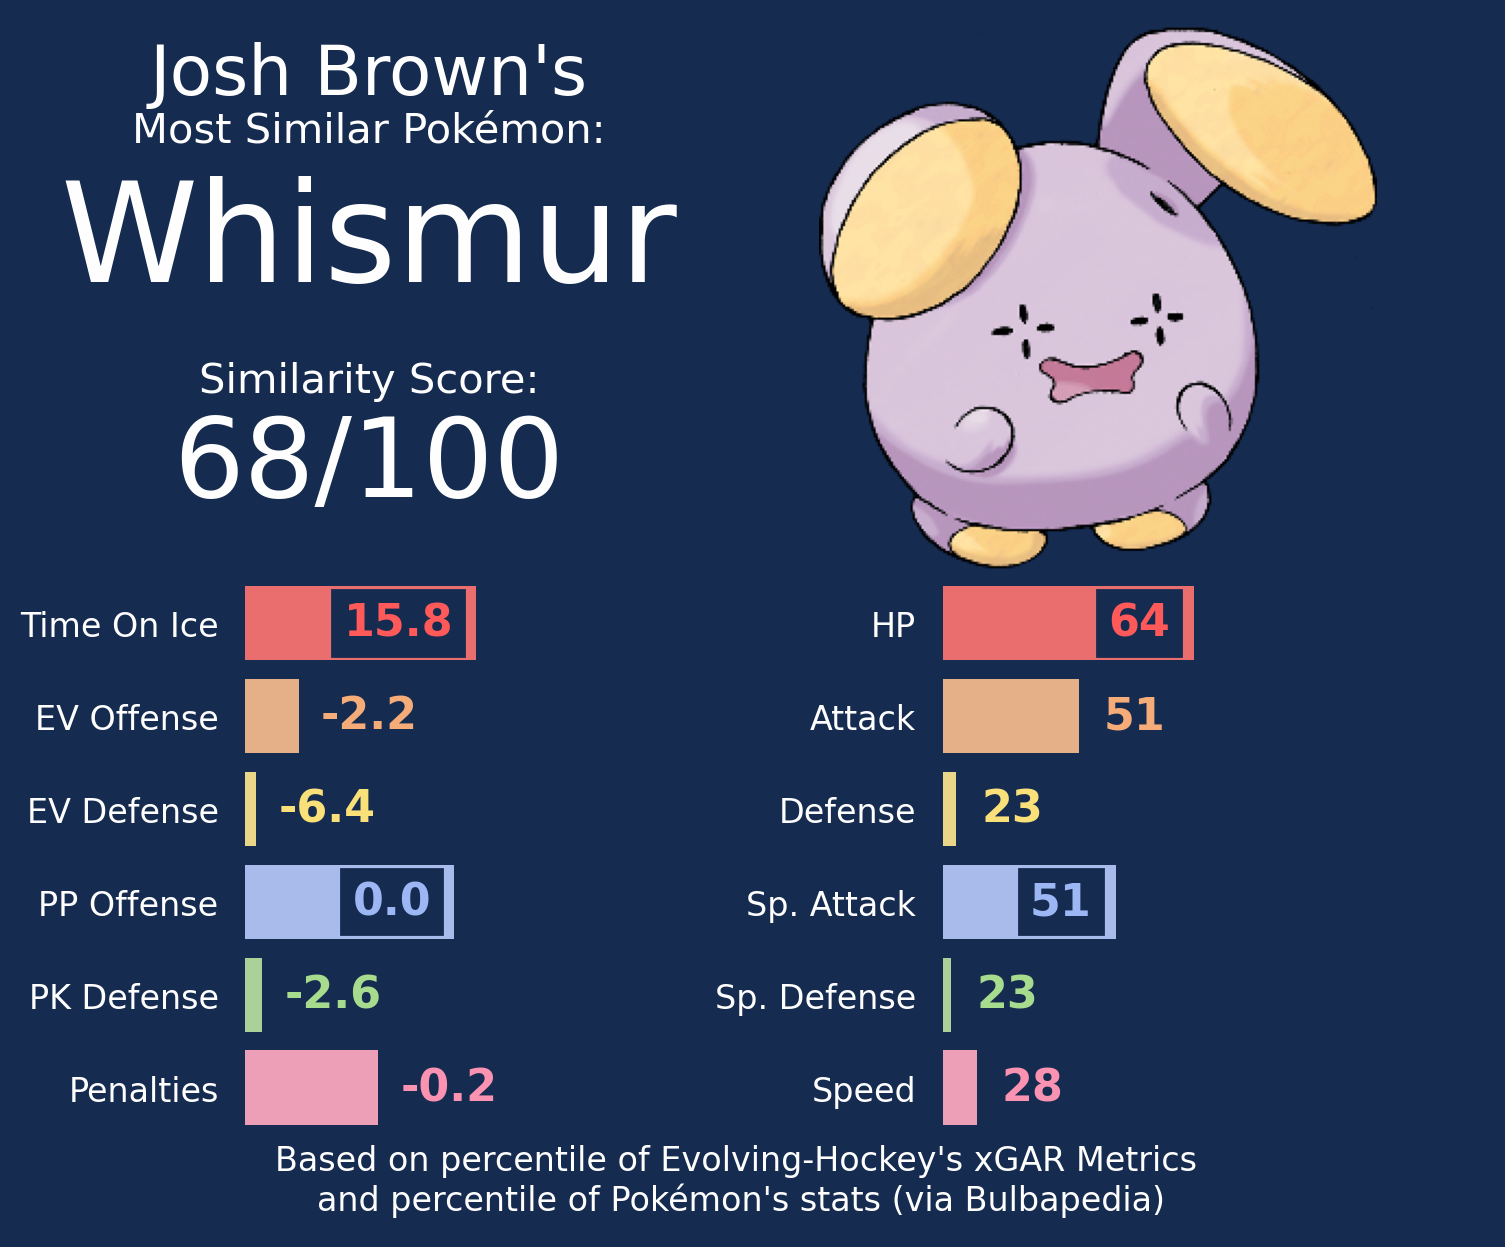 Josh Brown's
Most Similar Pokémon:
Whismur
Similarity Score:
68/100
Time On Ice 15.8
EV Offense -2.2
EV Defense -6.4
PP Offense 0.0
PK Defense -2.6
Penalties -0.2
HP 64
Attack 51
Defense 23
Sp. Attack 51
Sp. Defense 23
Speed 28
Based on percentile of Evolving-Hockey's xGAR Metrics
and percentile of Pokémon's stats (via Bulbapedia)